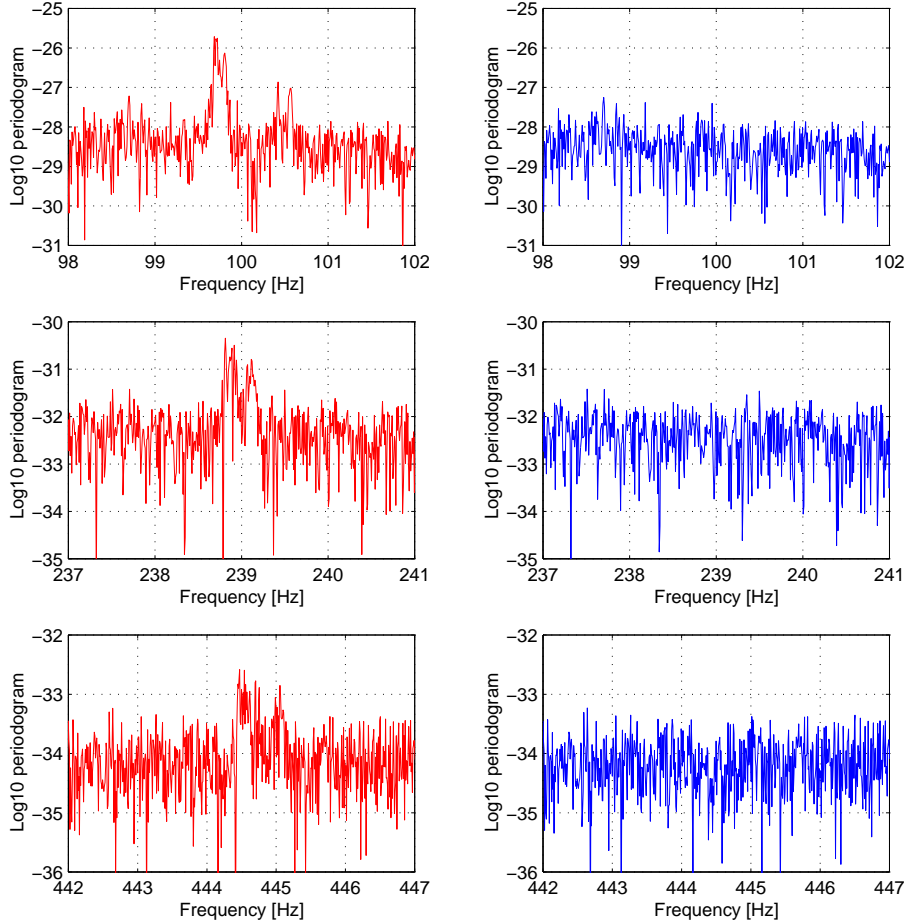 −25
−26
−27
−28
−29
−30
−31
98 99 100 101 102
Frequency [Hz]
Log10 periodogram
−25
−26
−27
−28
−29
−30
−31
98 99 100 101 102
Frequency [Hz]
Log10 periodogram
−30
−31
−32
−33
−34
−35
237 238 239 240 241
Frequency [Hz]
Log10 periodogram
−30
−31
−32
−33
−34
−35
237 238 239 240 241
Frequency [Hz]
Log10 periodogram
−32
−33
−34
−35
−36
442 443 444 445 446 447
Frequency [Hz]
Log10 periodogram
−32
−33
−34
−35
−36
442 443 444 445 446 447
Frequency [Hz]
Log10 periodogram